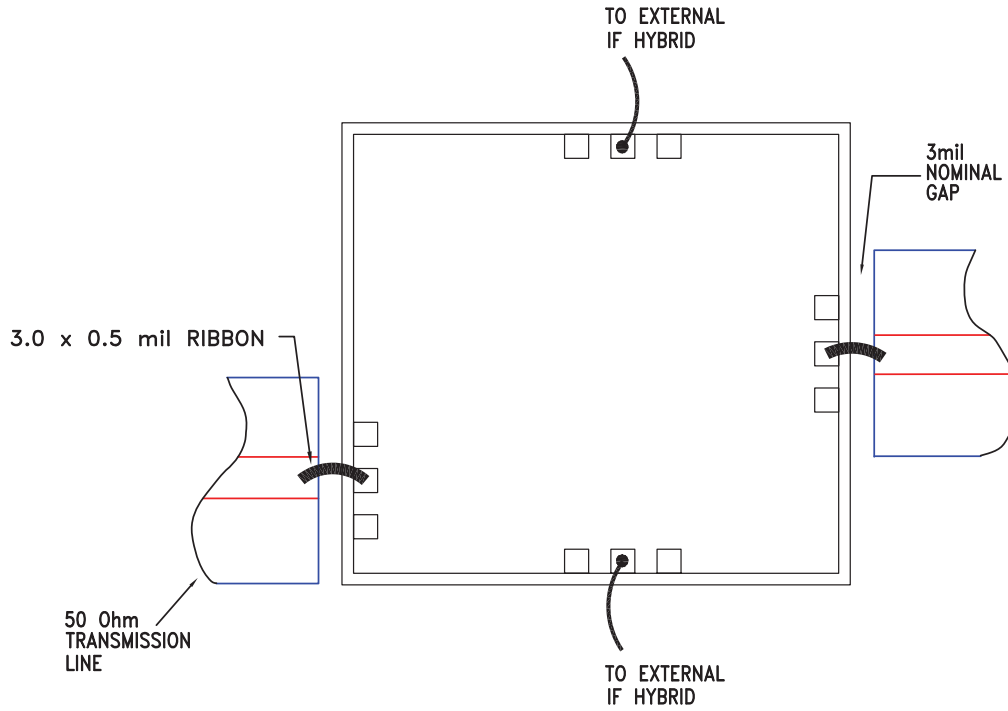 TO EXTERNAL
IF HYBRID
3mil
NOMINAL
GAP
3.0 x 0.5 mil RIBBON
50 Ohm
TRANSMISSION
LINE
TO EXTERNAL
IF HYBRID